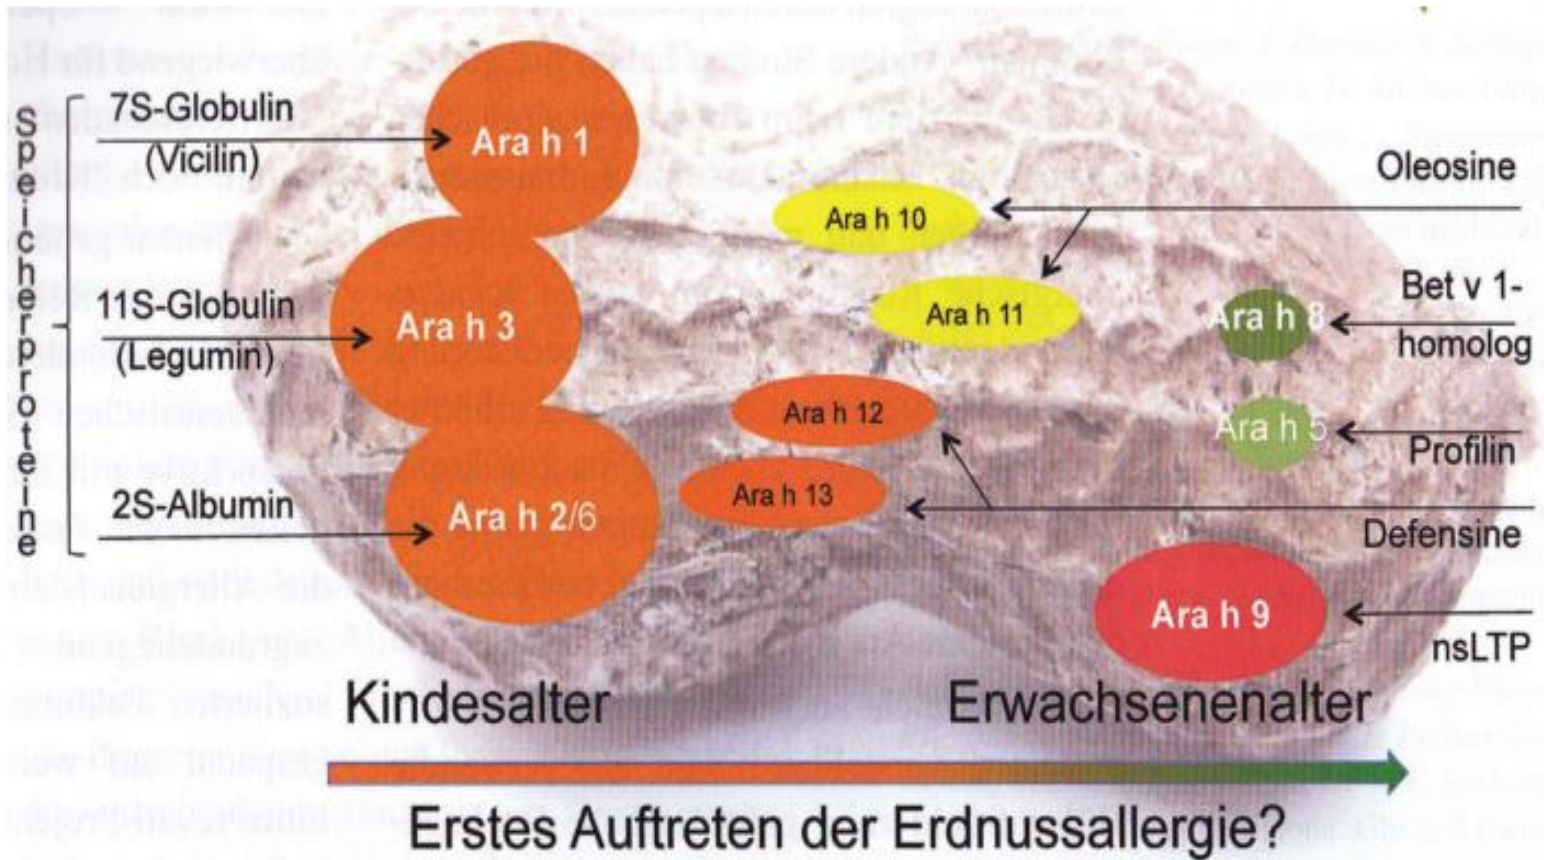 Speicherproteine
7S-Globulin
(Vicilin)
11S-Globulin
(Legumin)
2S-Albumin
Ara h 1
Ara h 3
Ara h 2/6
Ara h 10
Ara h 11
Ara h 12
Ara h 13
Ara h 8
Ara h 5
Ara h 9
Oleosine
Bet v 1-
homolog
Profilin
Defensine
nsLTP
Kindesalter
Erwachsenenalter
Erstes Auftreten der Erdnussallergie?